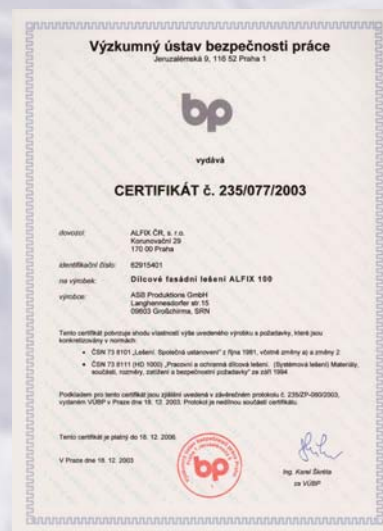 Výzkumný ústav bezpečnosti práce
Jeruzalémská 9, 116 52 Praha 1
bp
vydává
CERTIFIKÁT č. 235/077/2003
dovozce: ALFIX ČR, s. r. o.
Korunovační 29
170 00 Praha
identifikační číslo: 62915401
na výrobek: Dílcové fasádní lešení ALFIX 100
výrobce: ASB Produktions GmbH
Langhennersdorfer str. 15
09603 Großschirma, SRN
Tento certifikát potvrzuje shodu vlastností výše uvedeného výrobku s požadavky, které jsou
konkretizovány v normách:
• ČSN 73 8101 „Lešení. Společná ustanovení" z října 1981, včetně změny a) a změny 2
• ČSN 73 8111 (HD 1000) „Pracovní a ochranná dílcová lešení. (Systémová lešení) Materiály,
součásti, rozměry, zatížení a bezpečnostní požadavky" ze září 1994
Podkladem pro tento certifikát jsou zjištění uvedená v závěrečném protokolu č. 235/ZP-060/2003,
vydaném VÚBP v Praze dne 18. 12. 2003. Protokol je nedílnou součástí certifikátu.
Tento certifikát je platný do 18. 12. 2006.
V Praze dne 18. 12. 2003
bp
Ing. Karel Škréta
za VÚBP